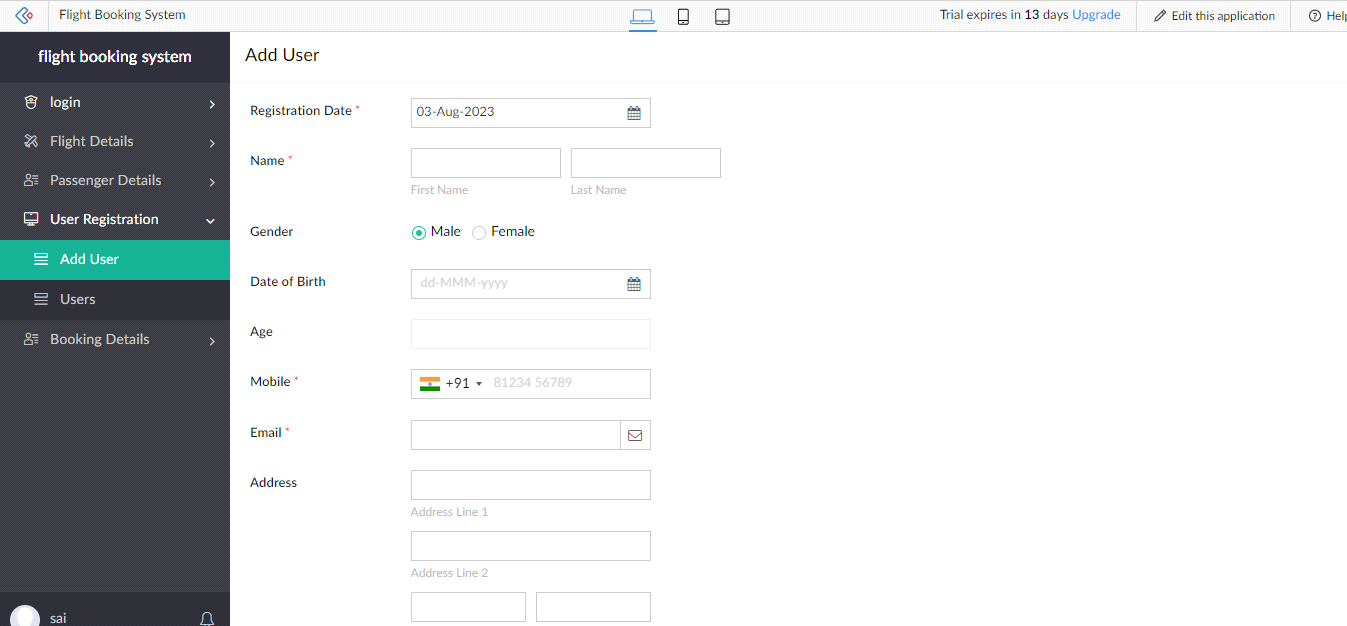 Flight Booking System
Trial expires in 13 days Upgrade
Edit this application
Help
flight booking system
login
Flight Details
Passenger Details
User Registration
Add User
Users
Booking Details
sai
Add User
Registration Date *
03-Aug-2023
Name *
First Name
Last Name
Gender
Male
Female
Date of Birth
dd-MMM-yyyy
Age
Mobile *
+91
81234 56789
Email *
Address
Address Line 1
Address Line 2